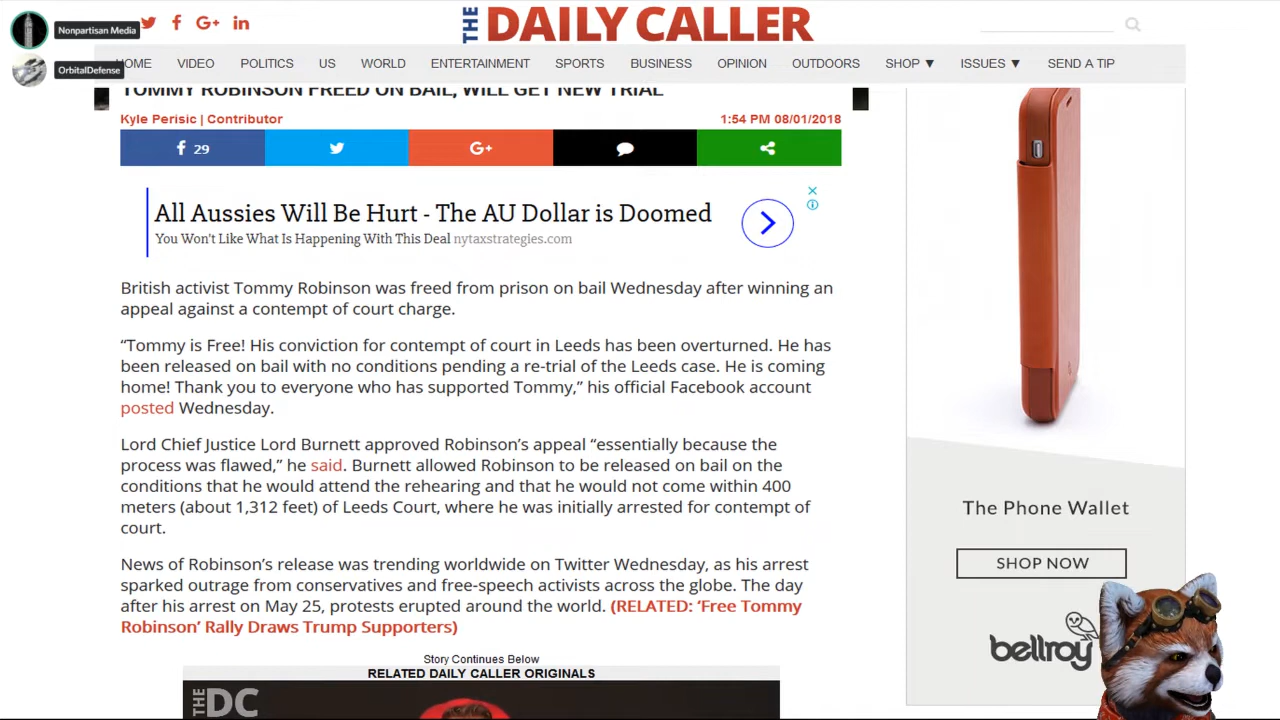 Nonpartisan Media
OrbitalDefense
THE DAILY CALLER
HOME VIDEO POLITICS US WORLD ENTERTAINMENT SPORTS BUSINESS OPINION OUTDOORS SHOP ▼ ISSUES ▼ SEND A TIP
TOMMY ROBINSON FREED ON BAIL, WILL GET NEW TRIAL
Kyle Perisic | Contributor
1:54 PM 08/01/2018
29
All Aussies Will Be Hurt - The AU Dollar is Doomed
You Won't Like What Is Happening With This Deal nytaxstrategies.com
British activist Tommy Robinson was freed from prison on bail Wednesday after winning an
appeal against a contempt of court charge.
“Tommy is Free! His conviction for contempt of court in Leeds has been overturned. He has
been released on bail with no conditions pending a re-trial of the Leeds case. He is coming
home! Thank you to everyone who has supported Tommy,” his official Facebook account
posted Wednesday.
Lord Chief Justice Lord Burnett approved Robinson’s appeal “essentially because the
process was flawed,” he said. Burnett allowed Robinson to be released on bail on the
conditions that he would attend the rehearing and that he would not come within 400
meters (about 1,312 feet) of Leeds Court, where he was initially arrested for contempt of
court.
News of Robinson’s release was trending worldwide on Twitter Wednesday, as his arrest
sparked outrage from conservatives and free-speech activists across the globe. The day
after his arrest on May 25, protests erupted around the world. (RELATED: ‘Free Tommy
Robinson’ Rally Draws Trump Supporters)
Story Continues Below
RELATED DAILY CALLER ORIGINALS
THE DC
The Phone Wallet
SHOP NOW
bellroy